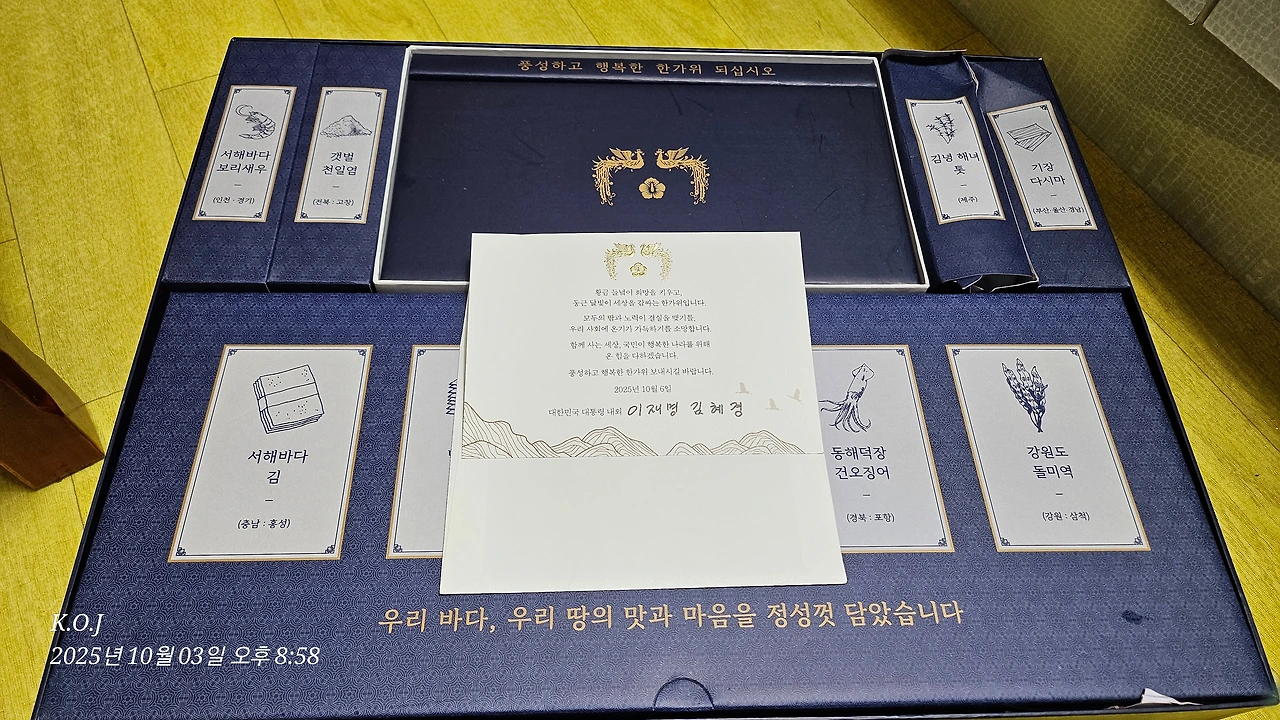 풍성하고 행복한 한가위 되십시오
서해바다
보리새우
(인천 · 경기)
갯벌
천일염
(전북 : 고창)
김녕 해녀
톳
(제주)
기장
다시마
(부산·울산·경남)
황금 들녘이 희망을 키우고,
둥근 달빛이 세상을 감싸는 한가위입니다.
모두의 땀과 노력이 결실을 맺기를,
우리 사회에 온기가 가득하기를 소망합니다.
함께 사는 세상, 국민이 행복한 나라를 위해
온 힘을 다하겠습니다.
풍성하고 행복한 한가위 보내시길 바랍니다.
2025년 10월 6일
대한민국 대통령 내외 이재명 김혜경
서해바다
김
(충남 : 홍성)
동해덕장
건오징어
(경북 : 포항)
강원도
돌미역
(강원 : 삼척)
우리 바다, 우리 땅의 맛과 마음을 정성껏 담았습니다
K.O.J
2025년 10월 03일 오후 8:58